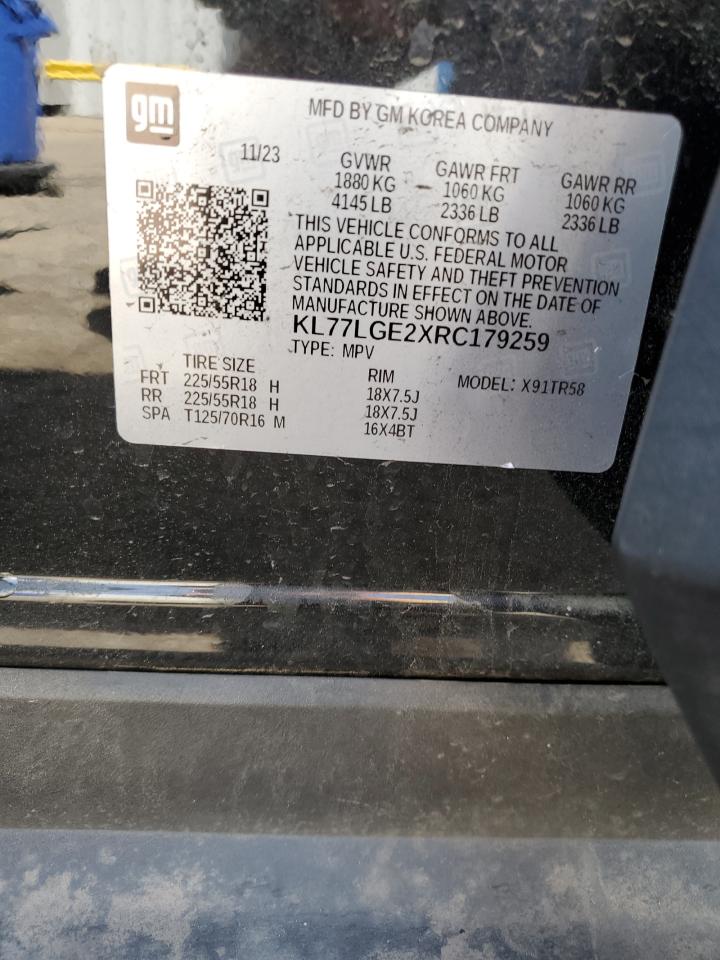 gm
MFD BY GM KOREA COMPANY
11/23
GVWR GAWR FRT GAWR RR
1880 KG 1060 KG 1060 KG
4145 LB 2336 LB 2336 LB
THIS VEHICLE CONFORMS TO ALL
APPLICABLE U.S. FEDERAL MOTOR
VEHICLE SAFETY AND THEFT PREVENTION
STANDARDS IN EFFECT ON THE DATE OF
MANUFACTURE SHOWN ABOVE.
KL77LGE2XRC179259
TYPE: MPV
TIRE SIZE RIM MODEL: X91TR58
FRT 225/55R18 H 18X7.5J
RR 225/55R18 H 18X7.5J
SPA T125/70R16 M 16X4BT